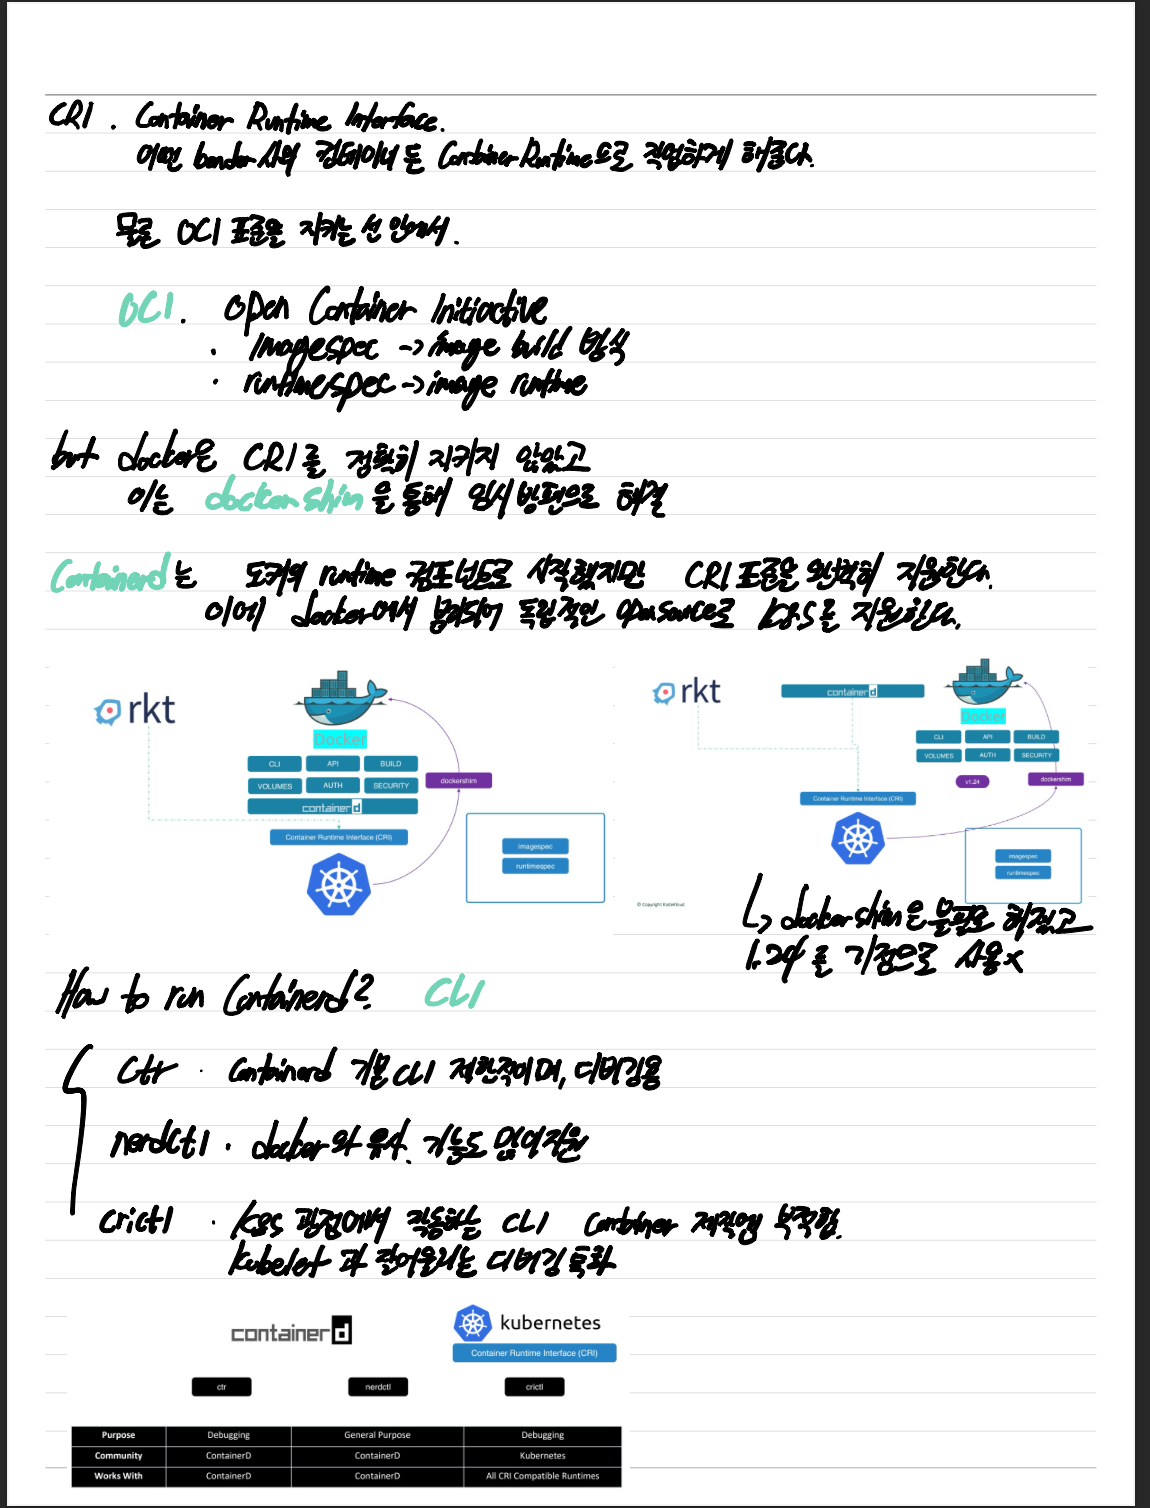 CRI . Container Runtime Interface.
어떤 bendor사의 컨테이너 든 Container Runtime으로 작업하게 해준다.
물론 OCI 표준을 지키는 선 안에서.
OCI. Open Container Initiactive
· Imagespec -> image build 방식
· runtimespec -> image runtime
but docker은 CRI를 정확히 지키지 않았고
이는 dockershim을 통해 임시방편으로 해결
Containerd는 도커의 runtime 컴포넌트로 시작했지만 CRI 표준을 완벽히 지원한다.
이에 docker에서 분리되어 독립적인 opensource로 k8s를 지원한다.
rkt
Docker
CLI API BUILD
VOLUMES AUTH SECURITY
containerd
dockershim
Container Runtime Interface (CRI)
imagespec
runtimespec
rkt
containerd
Docker
CLI API BUILD
VOLUMES AUTH SECURITY
v1.24
dockershim
Container Runtime Interface (CRI)
imagespec
runtimespec
© Copyright KodeKloud
↳ dockershim은 불필요 해졌고
1.24를 기점으로 사용x
How to run Containerd? CLI
ctr · Containerd 기본 CLI 제한적이며, 디버깅용
nerdctl · docker와 유사. 기능도 많이지원
crictl · k8s 관점에서 작동하는 CLI Container 제작엔 부적합.
kubelet과 잘어울리는 디버깅 특화
containerd
kubernetes
Container Runtime Interface (CRI)
ctr nerdctl crictl
Purpose Debugging General Purpose Debugging
Community ContainerD ContainerD Kubernetes
Works With ContainerD ContainerD All CRI Compatible Runtimes